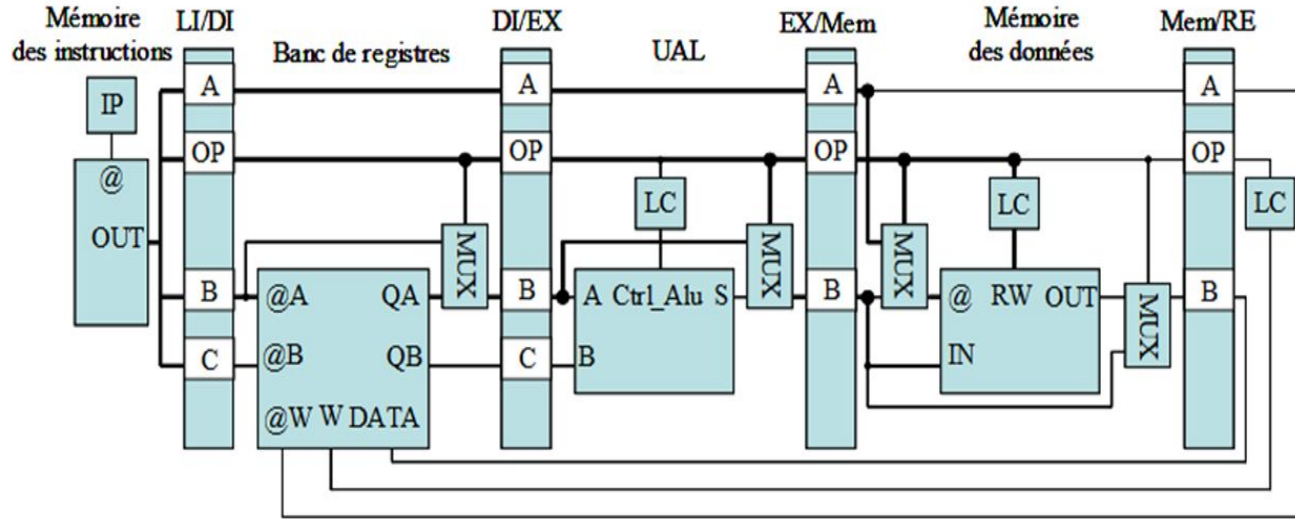 Mémoire
des instructions
LI/DI
Banc de registres
DI/EX
UAL
EX/Mem
Mémoire
des données
Mem/RE
IP
@
OUT
A
OP
B
C
MUX
@A QA
@B QB
@W W DATA
A
OP
B
C
LC
MUX
A Ctrl_Alu S
B
A
OP
B
MUX
LC
@ RW OUT
IN
MUX
A
OP
B
LC